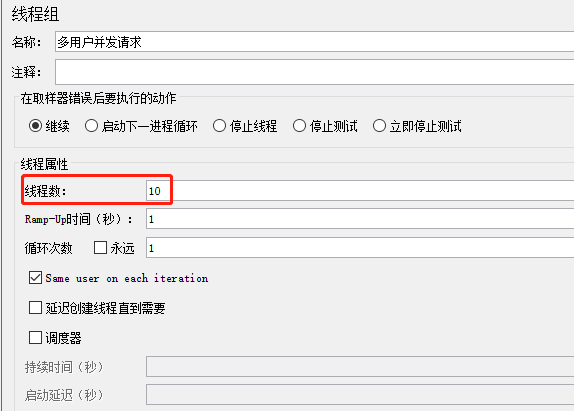 线程组
名称： 多用户并发请求
注释：
在取样器错误后要执行的动作
继续 启动下一进程循环 停止线程 停止测试 立即停止测试
线程属性
线程数： 10
Ramp-Up时间（秒）： 1
循环次数 永远 1
Same user on each iteration
延迟创建线程直到需要
调度器
持续时间（秒）
启动延迟（秒）